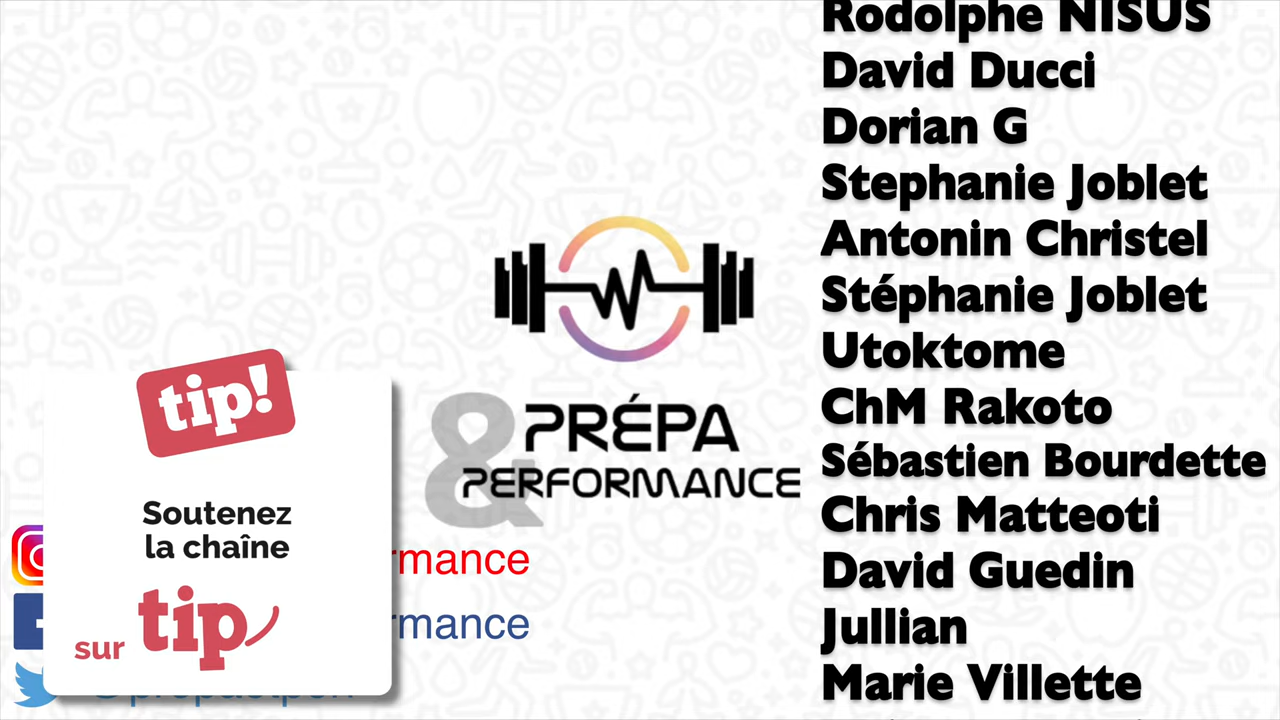 Rodolphe NISUS
David Ducci
Dorian G
Stephanie Joblet
Antonin Christel
Stéphanie Joblet
Utoktome
ChM Rakoto
Sébastien Bourdette
Chris Matteoti
David Guedin
Jullian
Marie Villette
&
PRÉPA
PERFORMANCE
tip!
Soutenez
la chaîne
sur tip
rmance
rmance